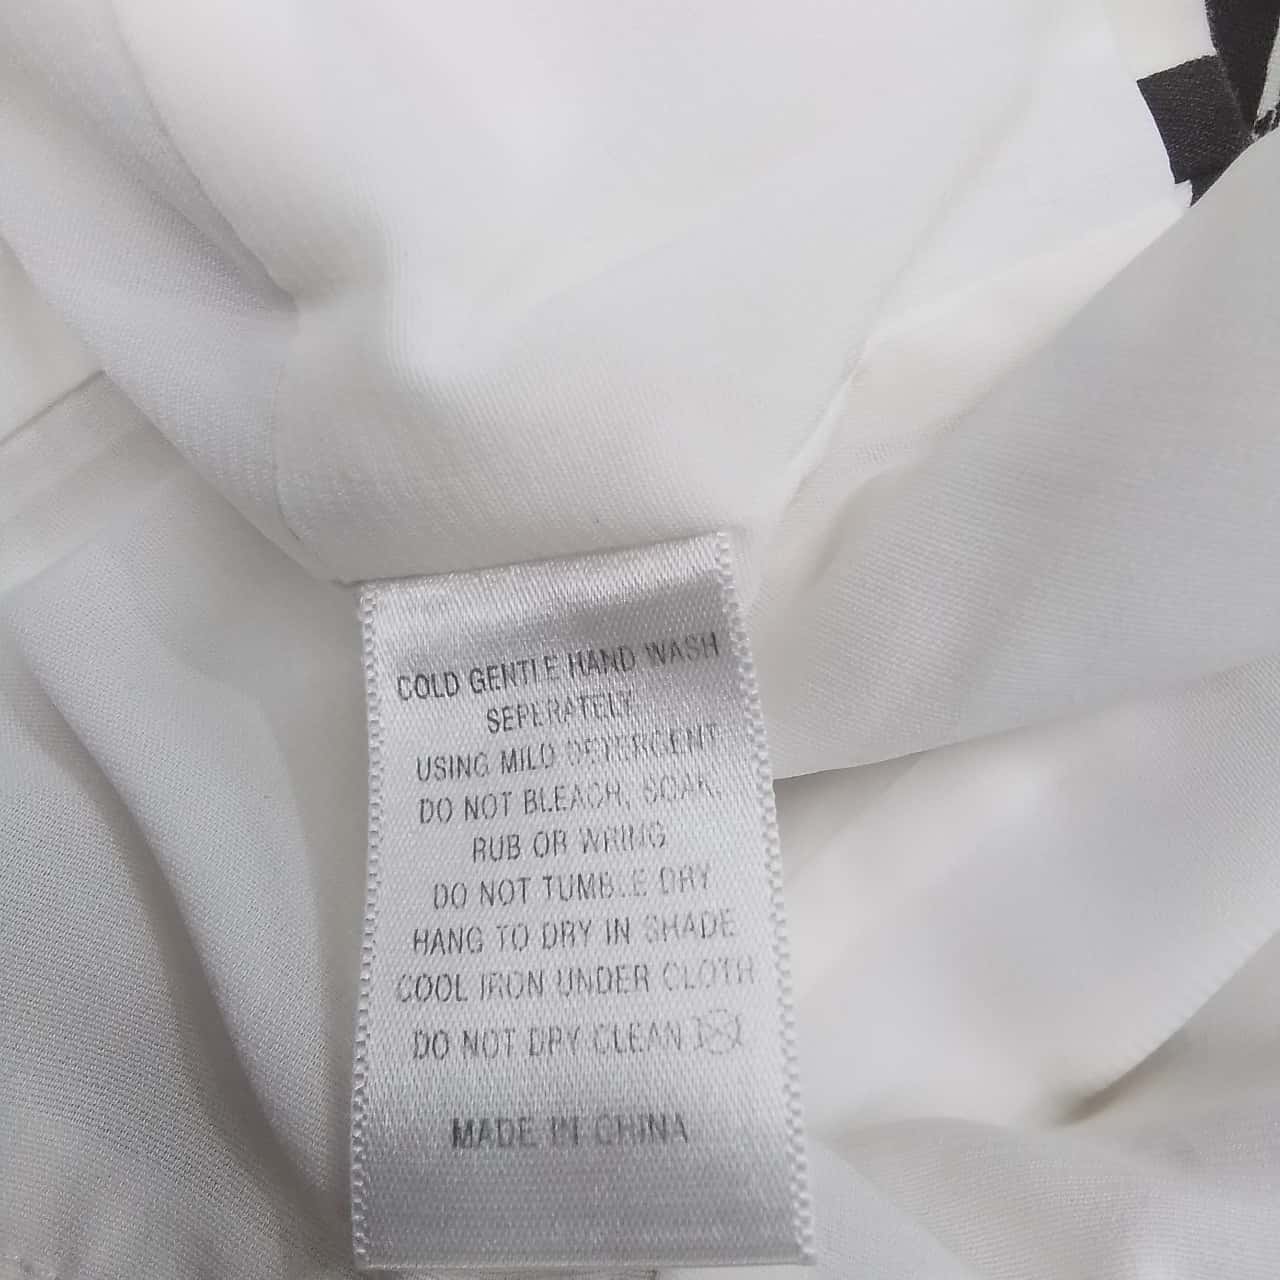 COLD GENTLE HAND WASH
SEPERATELY
USING MILD DETERGENT
DO NOT BLEACH, SOAK,
RUB OR WRING
DO NOT TUMBLE DRY
HANG TO DRY IN SHADE
COOL IRON UNDER CLOTH
DO NOT DRY CLEAN
MADE IN CHINA